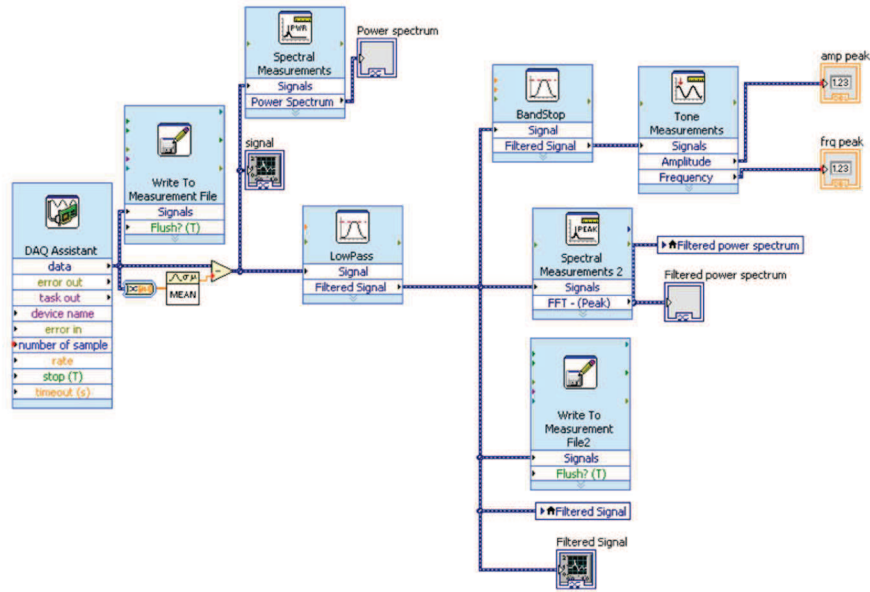 PWR
Spectral
Measurements
Signals
Power Spectrum
Power spectrum
signal
Write To
Measurement File
Signals
Flush? (T)
DAQ Assistant
data
error out
task out
device name
error in
number of sample
rate
stop (T)
timeout (s)
MEAN
LowPass
Signal
Filtered Signal
BandStop
Signal
Filtered Signal
Tone
Measurements
Signals
Amplitude
Frequency
amp peak
1.23
frq peak
1.23
PEAK
Spectral
Measurements 2
Signals
FFT - (Peak)
Filtered power spectrum
Filtered power spectrum
Write To
Measurement
File2
Signals
Flush? (T)
Filtered Signal
Filtered Signal